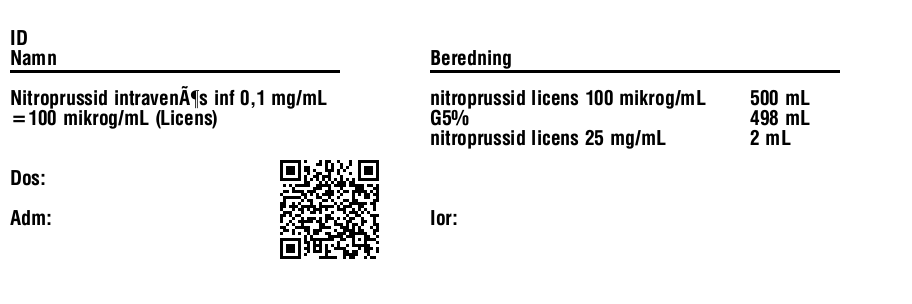 ID
Namn
Beredning
Nitroprussid intravenÃ¶s inf 0,1 mg/mL
=100 mikrog/mL (Licens)
nitroprussid licens 100 mikrog/mL 500 mL
G5% 498 mL
nitroprussid licens 25 mg/mL 2 mL
Dos:
Adm:
Ior: